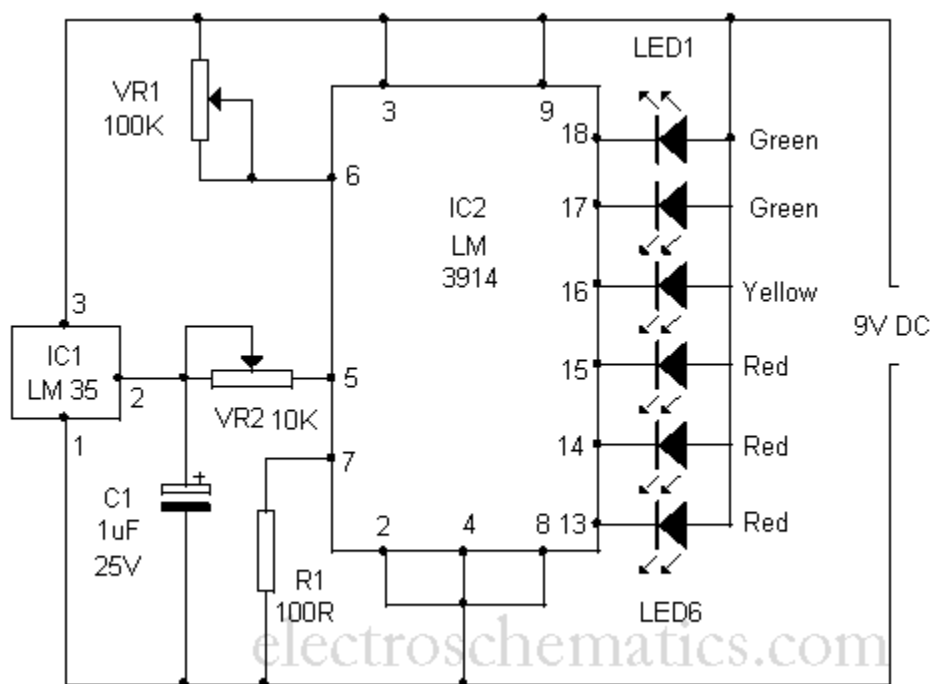 LED1
VR1
100K
3
9
18
Green
6
IC2
LM
3914
17
Green
16
Yellow
3
9V DC
IC1
LM 35
2
5
15
Red
1
VR2 10K
7
14
Red
C1
1uF
25V
+
2
4
8
13
Red
R1
100R
LED6
electroschematics.com